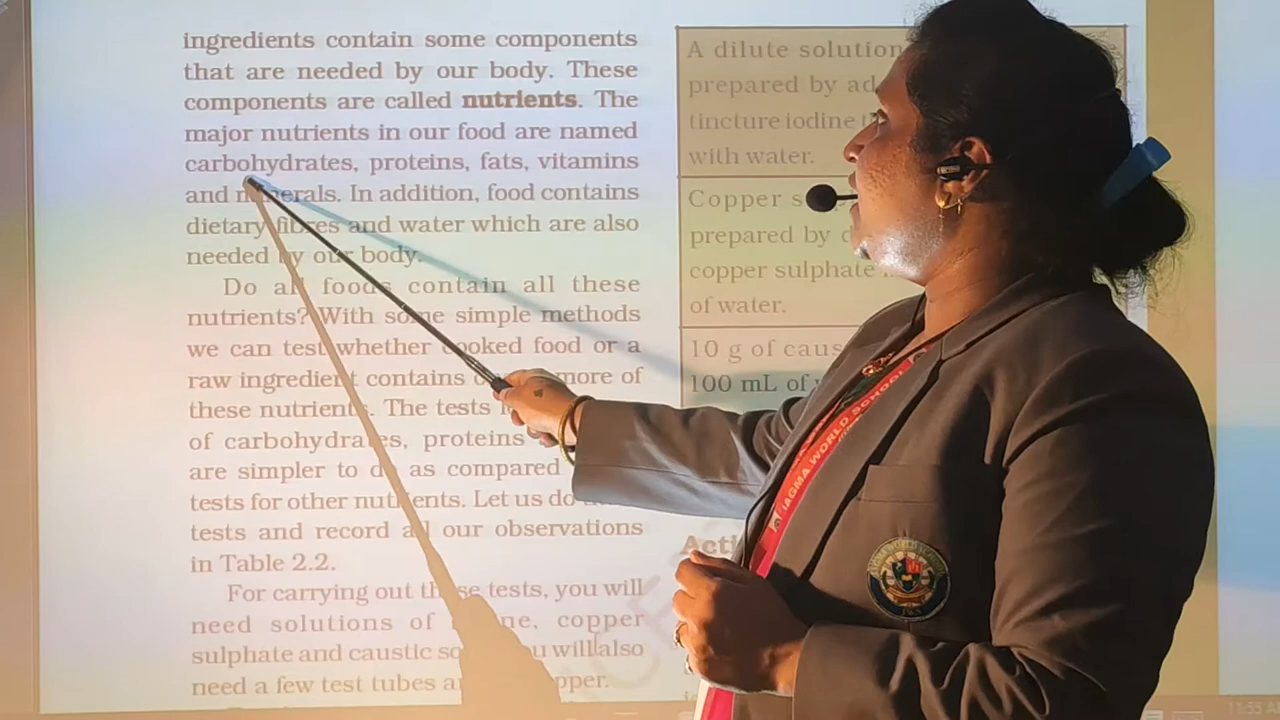 ingredients contain some components
that are needed by our body. These
components are called nutrients. The
major nutrients in our food are named
carbohydrates, proteins, fats, vitamins
and minerals. In addition, food contains
dietary fibres and water which are also
needed by our body.
Do all foods contain all these
nutrients? With some simple methods
we can test whether cooked food or a
raw ingredient contains more of
these nutrients. The tests
of carbohydrates, proteins
are simpler to do as compared
tests for other nutrients. Let us do
tests and record all our observations
in Table 2.2.
For carrying out these tests, you will
need solutions of copper
sulphate and caustic will also
need a few test tubes
A dilute solution
prepared by
tincture iodine
with water.
Copper
prepared by
copper sulphate
of water.
10 g of
100 mL of
WORLD SCHOOL
11:55